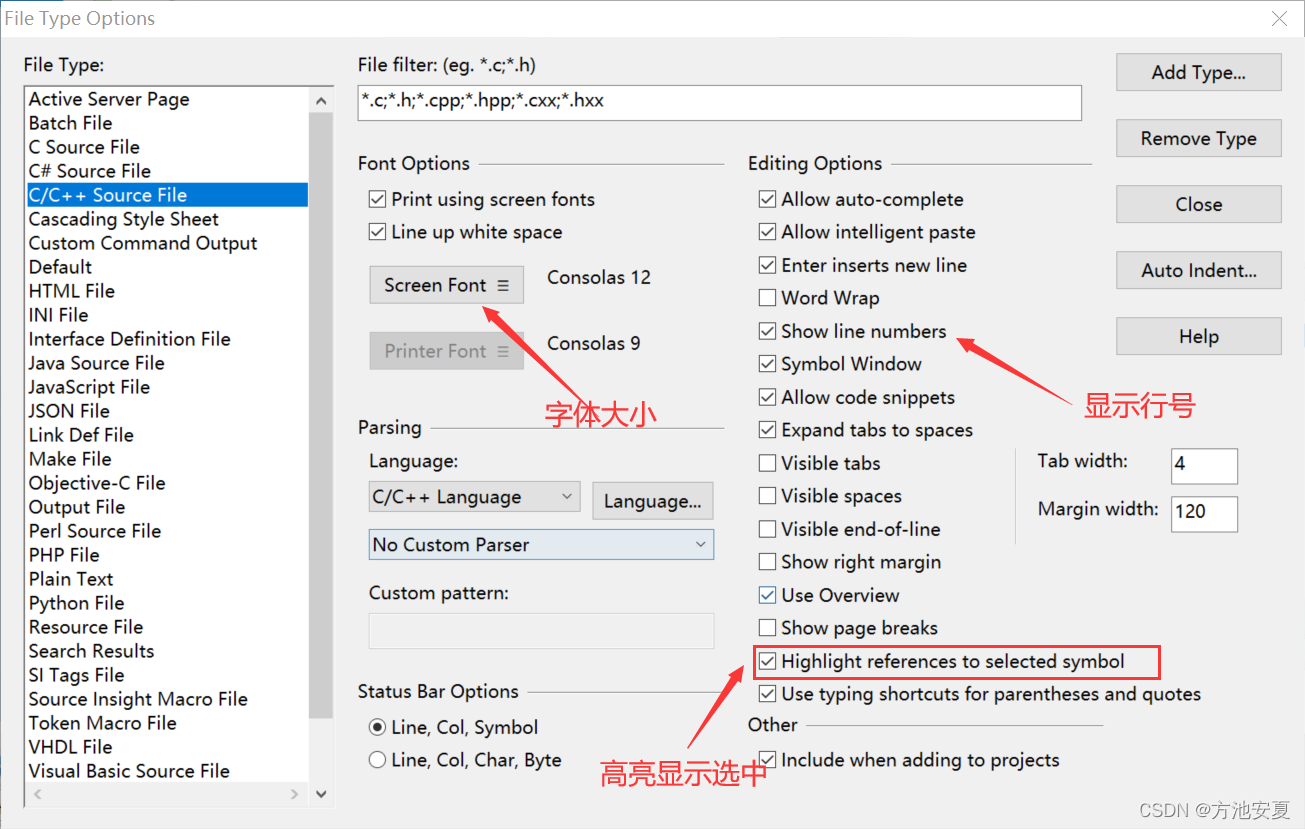 File Type Options
File Type:
Active Server Page
Batch File
C Source File
C# Source File
C/C++ Source File
Cascading Style Sheet
Custom Command Output
Default
HTML File
INI File
Interface Definition File
Java Source File
JavaScript File
JSON File
Link Def File
Make File
Objective-C File
Output File
Perl Source File
PHP File
Plain Text
Python File
Resource File
Search Results
SI Tags File
Source Insight Macro File
Token Macro File
VHDL File
Visual Basic Source File
File filter: (eg. *.c;*.h)
*.c;*.h;*.cpp;*.hpp;*.cxx;*.hxx
Font Options
Print using screen fonts
Line up white space
Screen Font
Consolas 12
Printer Font
Consolas 9
字体大小
Parsing
Language:
C/C++ Language
Language...
No Custom Parser
Custom pattern:
Status Bar Options
Line, Col, Symbol
Line, Col, Char, Byte
Editing Options
Allow auto-complete
Allow intelligent paste
Enter inserts new line
Word Wrap
Show line numbers
显示行号
Symbol Window
Allow code snippets
Expand tabs to spaces
Visible tabs
Visible spaces
Visible end-of-line
Show right margin
Use Overview
Show page breaks
Highlight references to selected symbol
高亮显示选中
Use typing shortcuts for parentheses and quotes
Tab width:
4
Margin width:
120
Other
Include when adding to projects
Add Type...
Remove Type
Close
Auto Indent...
Help
CSDN @方池安夏